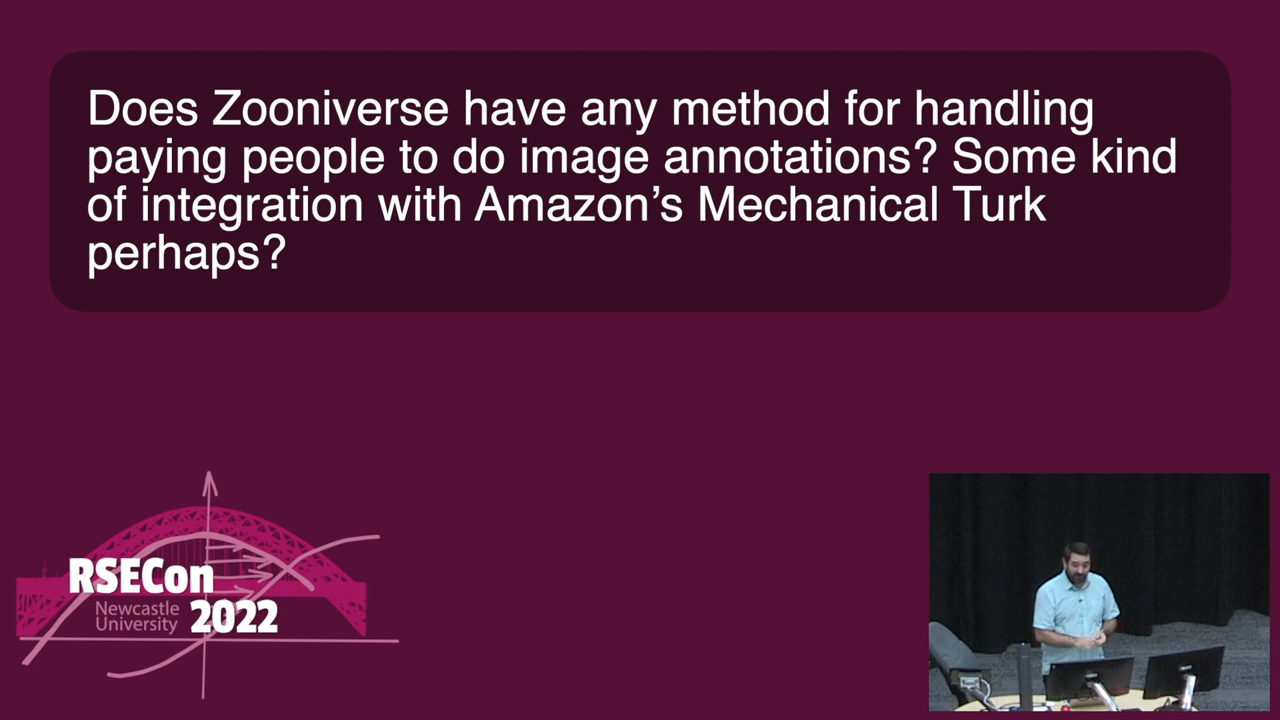 Does Zooniverse have any method for handling
paying people to do image annotations? Some kind
of integration with Amazon’s Mechanical Turk
perhaps?
RSECon
Newcastle
University
2022